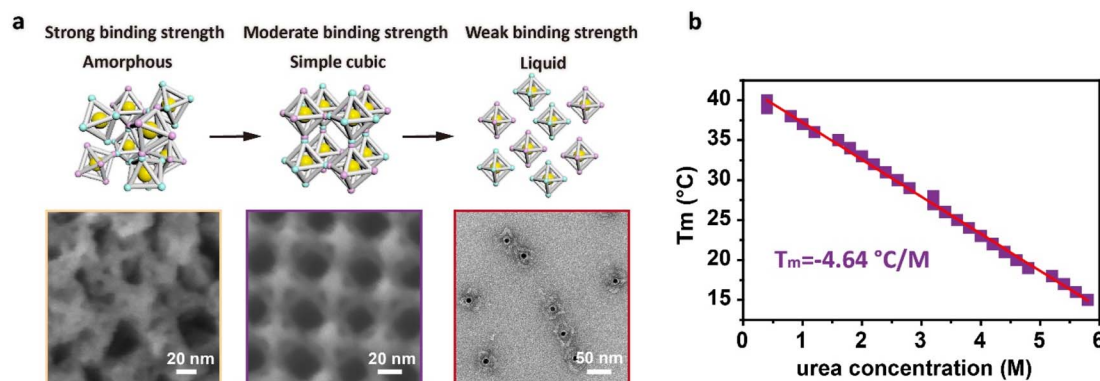 a
Strong binding strength
Moderate binding strength
Weak binding strength
Amorphous
Simple cubic
Liquid
20 nm
20 nm
50 nm
b
Tm (°C)
40
35
30
25
20
15
Tm=-4.64 °C/M
0
1
2
3
4
5
6
urea concentration (M)